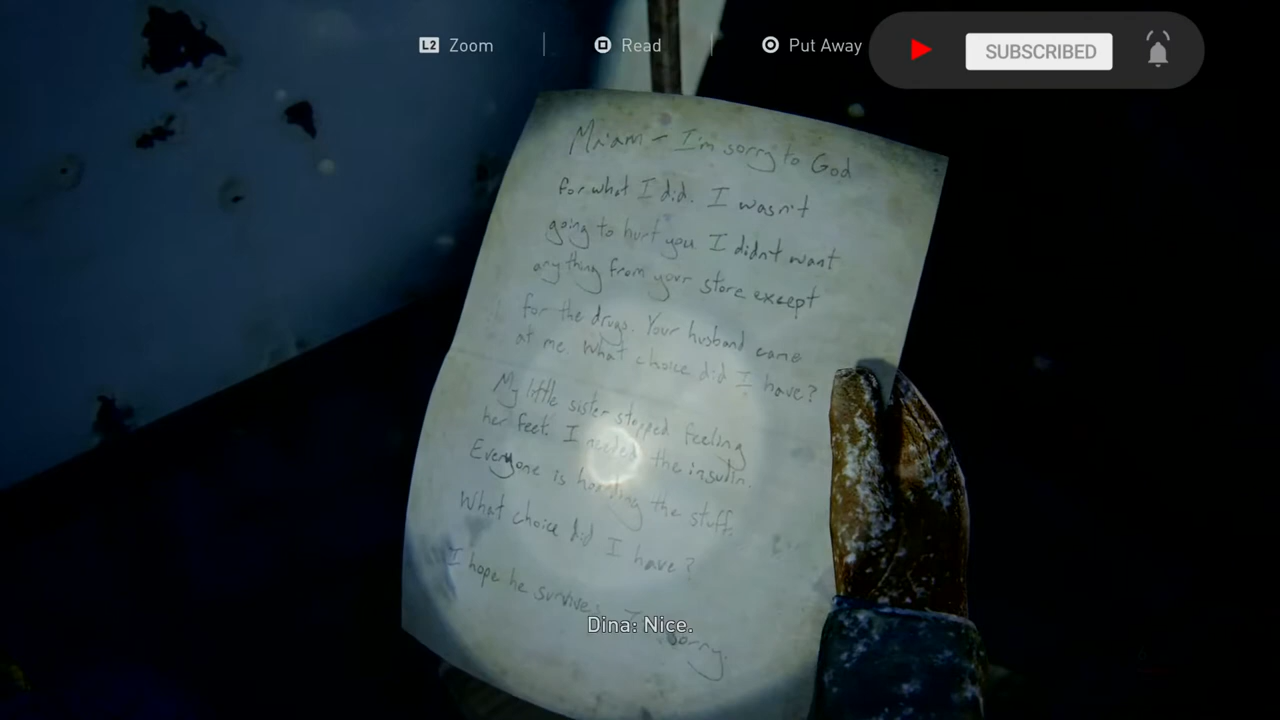 L2 Zoom
Read
Put Away
SUBSCRIBED
Ma'am - I'm sorry to God
for what I did. I wasn't
going to hurt you I didn't want
anything from your store except
for the drugs. Your husband came
at me. What choice did I have?
My little sister stopped feeling
her feet. I needed the insulin.
Everyone is hoarding the stuff.
What choice did I have?
I hope he survives. I'm sorry.
Dina: Nice.